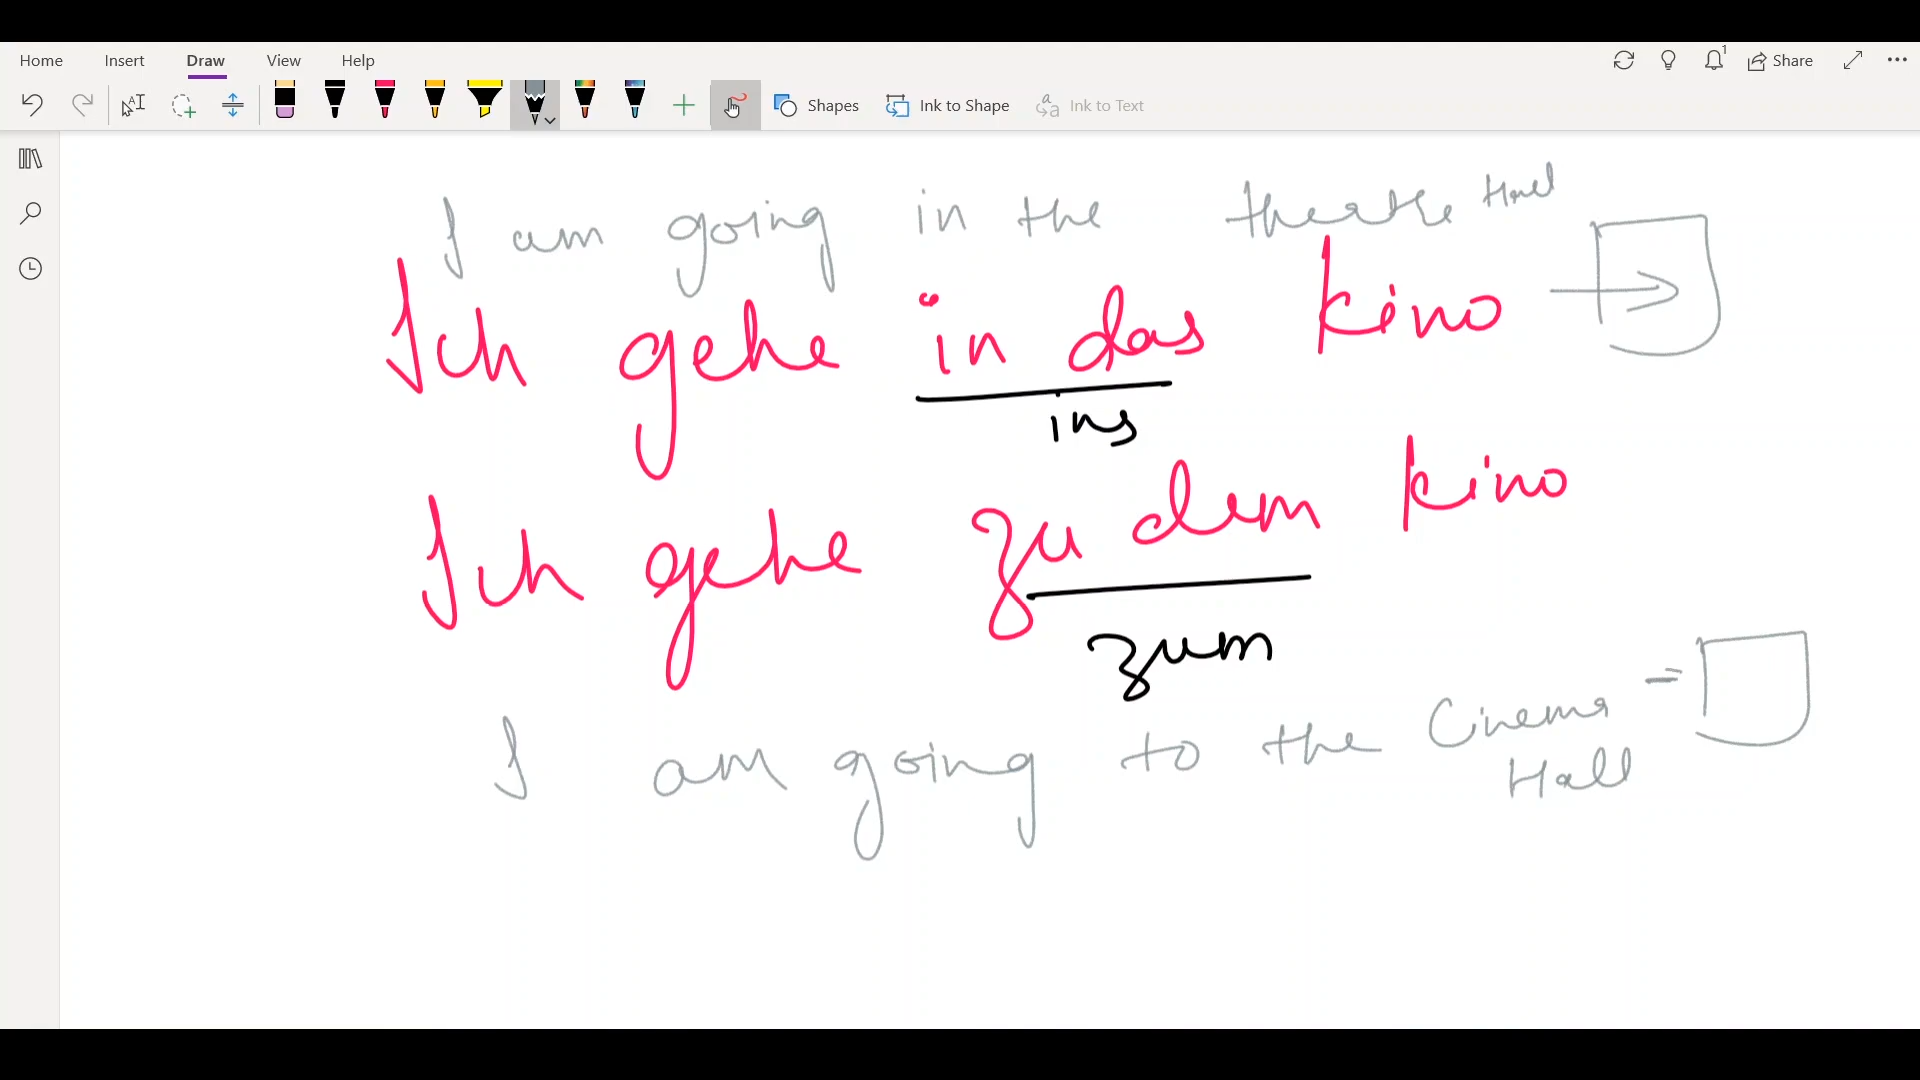 Home Insert Draw View Help 1 Share
Shapes Ink to Shape Ink to Text
I am going in the theatre Hall
Ich gehe in das kino
ins
Ich gehe zu dem kino
zum
I am going to the Cinema =
Hall